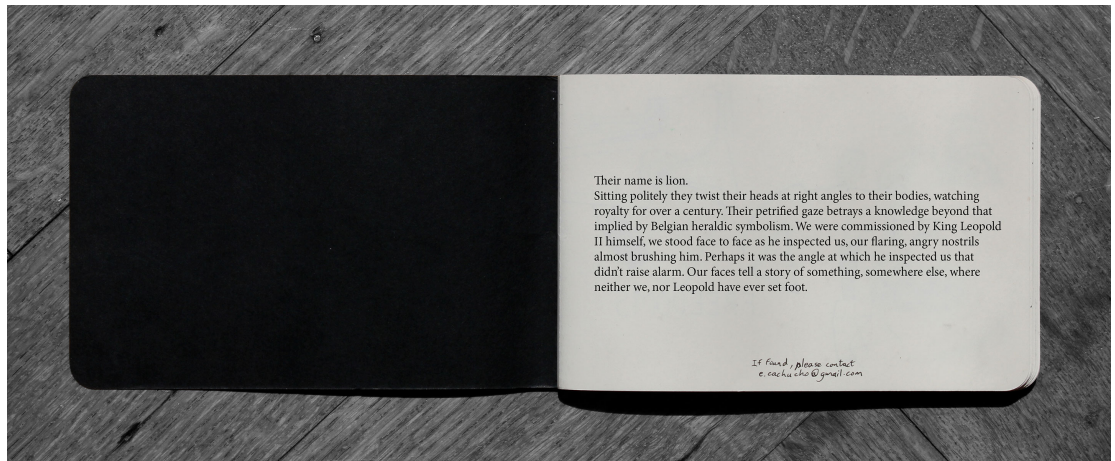 Their name is lion.
Sitting politely they twist their heads at right angles to their bodies, watching
royalty for over a century. Their petrified gaze betrays a knowledge beyond that
implied by Belgian heraldic symbolism. We were commissioned by King Leopold
II himself, we stood face to face as he inspected us, our flaring, angry nostrils
almost brushing him. Perhaps it was the angle at which he inspected us that
didn't raise alarm. Our faces tell a story of something, somewhere else, where
neither we, nor Leopold have ever set foot.
If found, please contact
e.cachucho@gmail.com